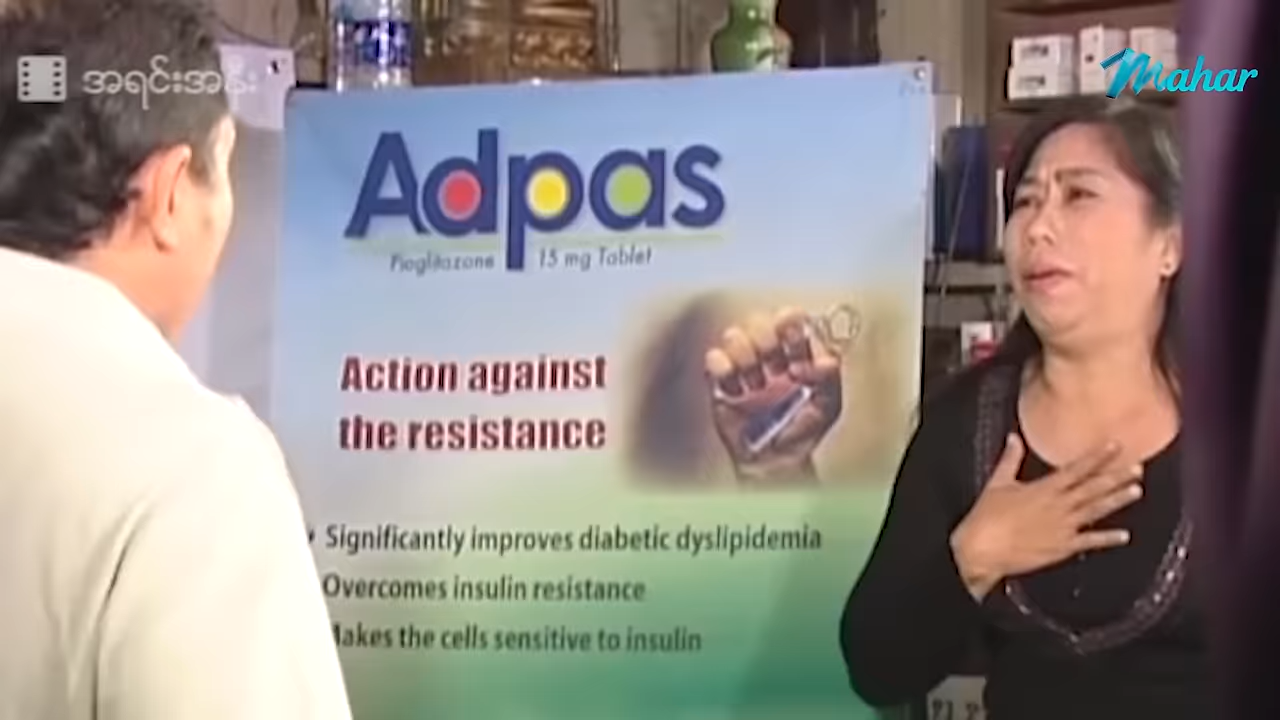 အရင်းအနှီး
Mahar
Adpas
Pioglitazone 15 mg Tablet
Action against
the resistance
Significantly improves diabetic dyslipidemia
Overcomes insulin resistance
Makes the cells sensitive to insulin